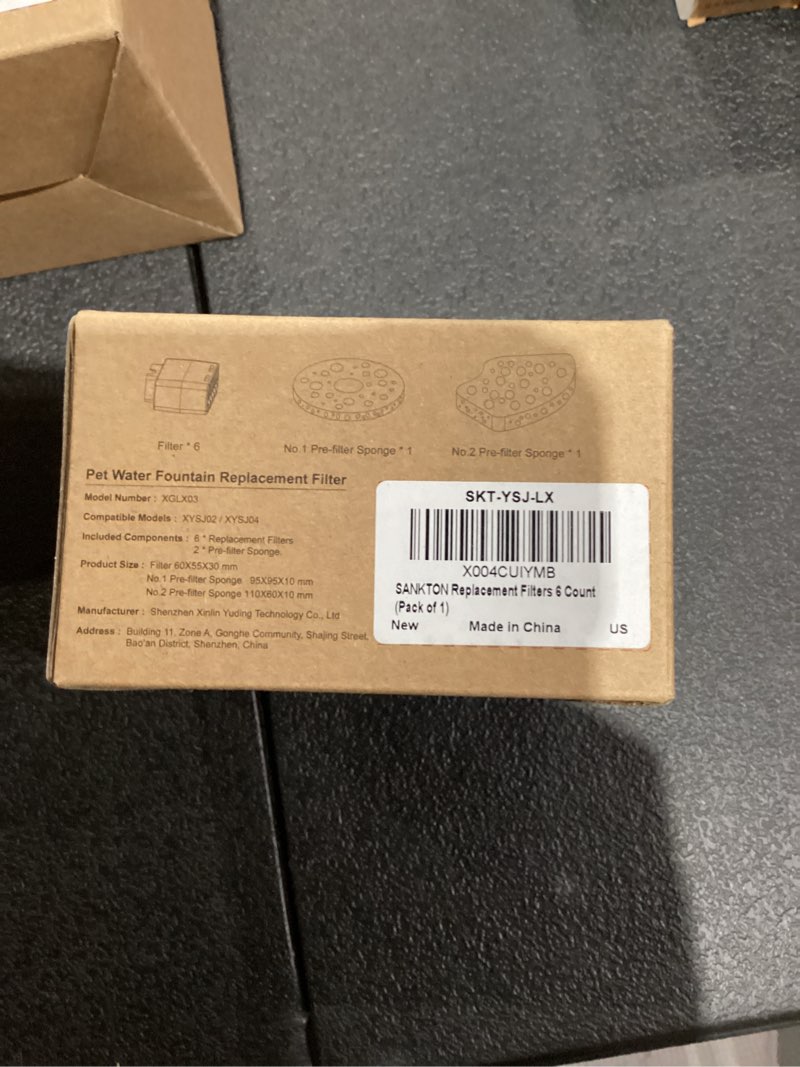 Filter * 6
No.1 Pre-filter Sponge * 1
No.2 Pre-filter Sponge * 1
Pet Water Fountain Replacement Filter
Model Number : XGLX03
Compatible Models : XYSJ02 / XYSJ04
Included Components : 6 * Replacement Filters
2 * Pre-filter Sponge
Product Size : Filter 60X55X30 mm
No.1 Pre-filter Sponge 95X95X10 mm
No.2 Pre-filter Sponge 110X60X10 mm
Manufacturer : Shenzhen Xinlin Yuding Technology Co., Ltd
Address : Building 11, Zone A, Gonghe Community, Shajing Street,
Bao'an District, Shenzhen, China
SKT-YSJ-LX
X004CUIYMB
SANKTON Replacement Filters 6 Count
(Pack of 1)
New Made in China US